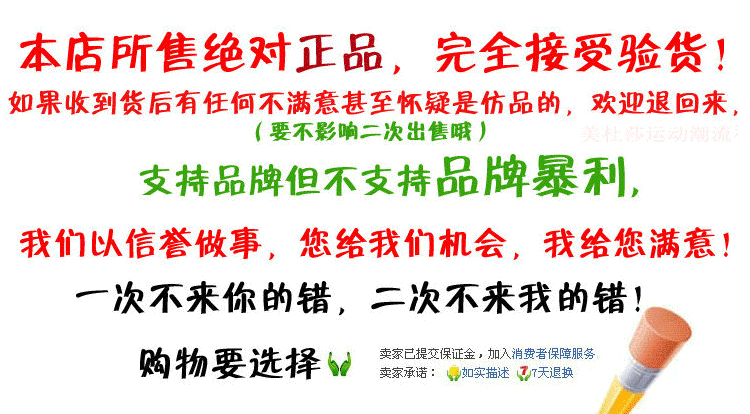 本店所售绝对正品，完全接受验货！
如果收到货后有任何不满意甚至怀疑是仿品的，欢迎退回来，
（要不影响二次出售哦）
美杜莎运动潮流
支持品牌但不支持品牌暴利，
我们以信誉做事，您给我们机会，我给您满意！
一次不来你的错，二次不来我的错！
购物要选择
卖家已提交保证金，加入消费者保障服务
卖家承诺： 如实描述 7天退换